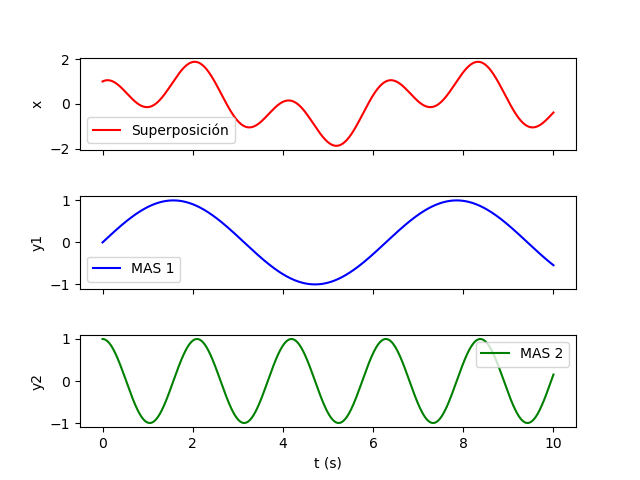 2
0
−2
x
Superposición
1
0
−1
y1
MAS 1
1
0
−1
y2
MAS 2
0 2 4 6 8 10
t (s)